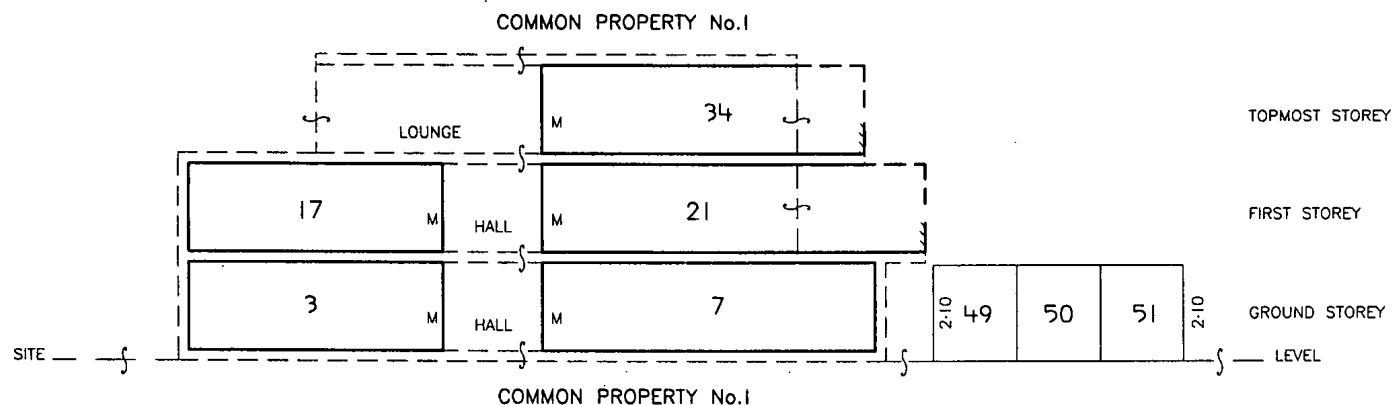 COMMON PROPERTY No.1
34
M
LOUNGE
TOPMOST STOREY
17
M
HALL
M
21
FIRST STOREY
3
M
HALL
M
7
2·10
49
50
51
2·10
GROUND STOREY
SITE
LEVEL
COMMON PROPERTY No.1